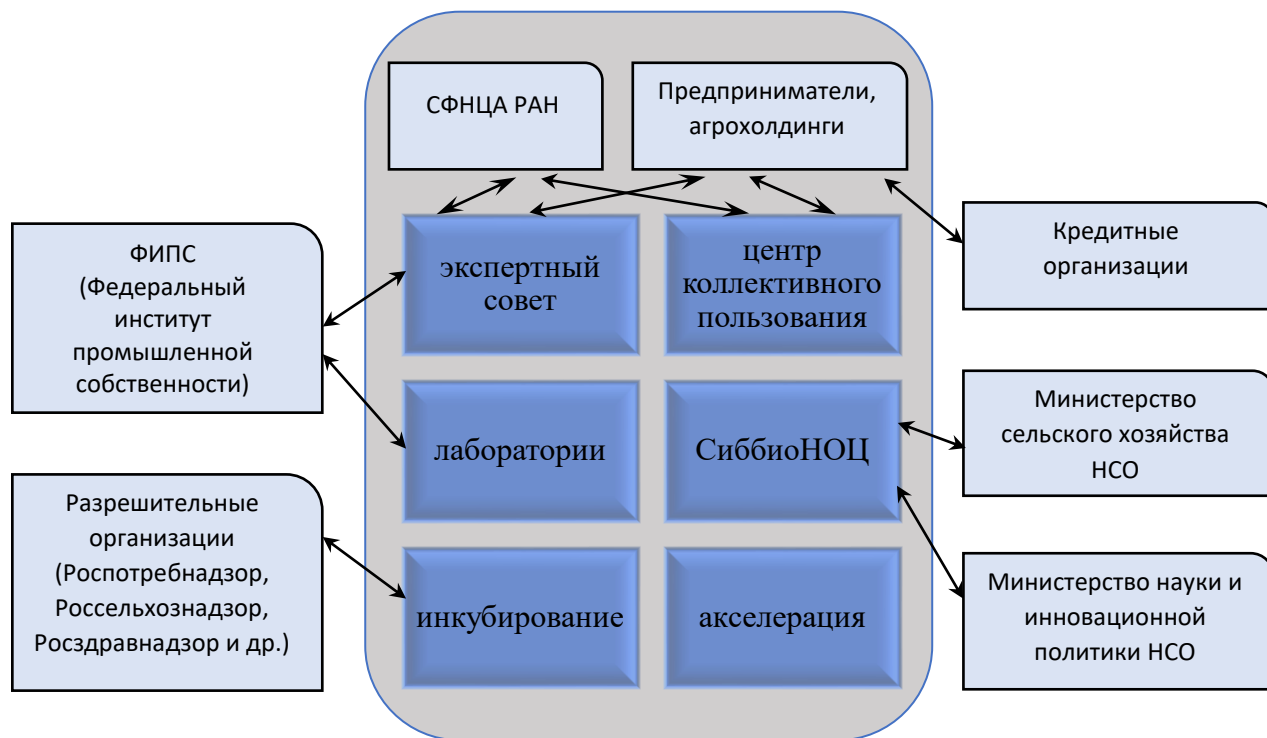 СФНЦА РАН
Предприниматели,
агрохолдинги
ФИПС
(Федеральный
институт
промышленной
собственности)
экспертный
совет
центр
коллективного
пользования
Кредитные
организации
лаборатории
СиббиоНОЦ
Министерство
сельского хозяйства
НСО
Разрешительные
организации
(Роспотребнадзор,
Россельхознадзор,
Росздравнадзор и др.)
инкубирование
акселерация
Министерство науки и
инновационной
политики НСО